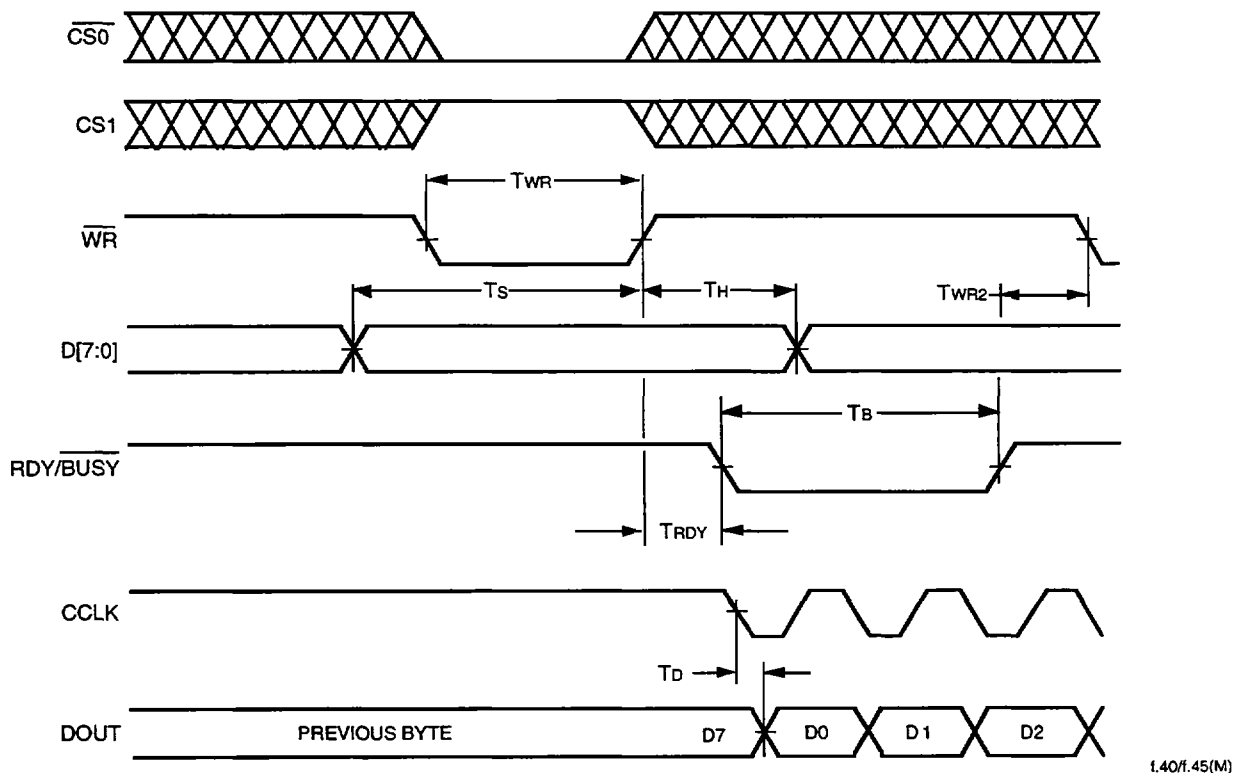 CS0
CS1
TWR
WR
TS
TH
TWR2
D[7:0]
TB
RDY/BUSY
TRDY
CCLK
TD
DOUT
PREVIOUS BYTE
D7
D0
D1
D2
f.40/f.45(M)